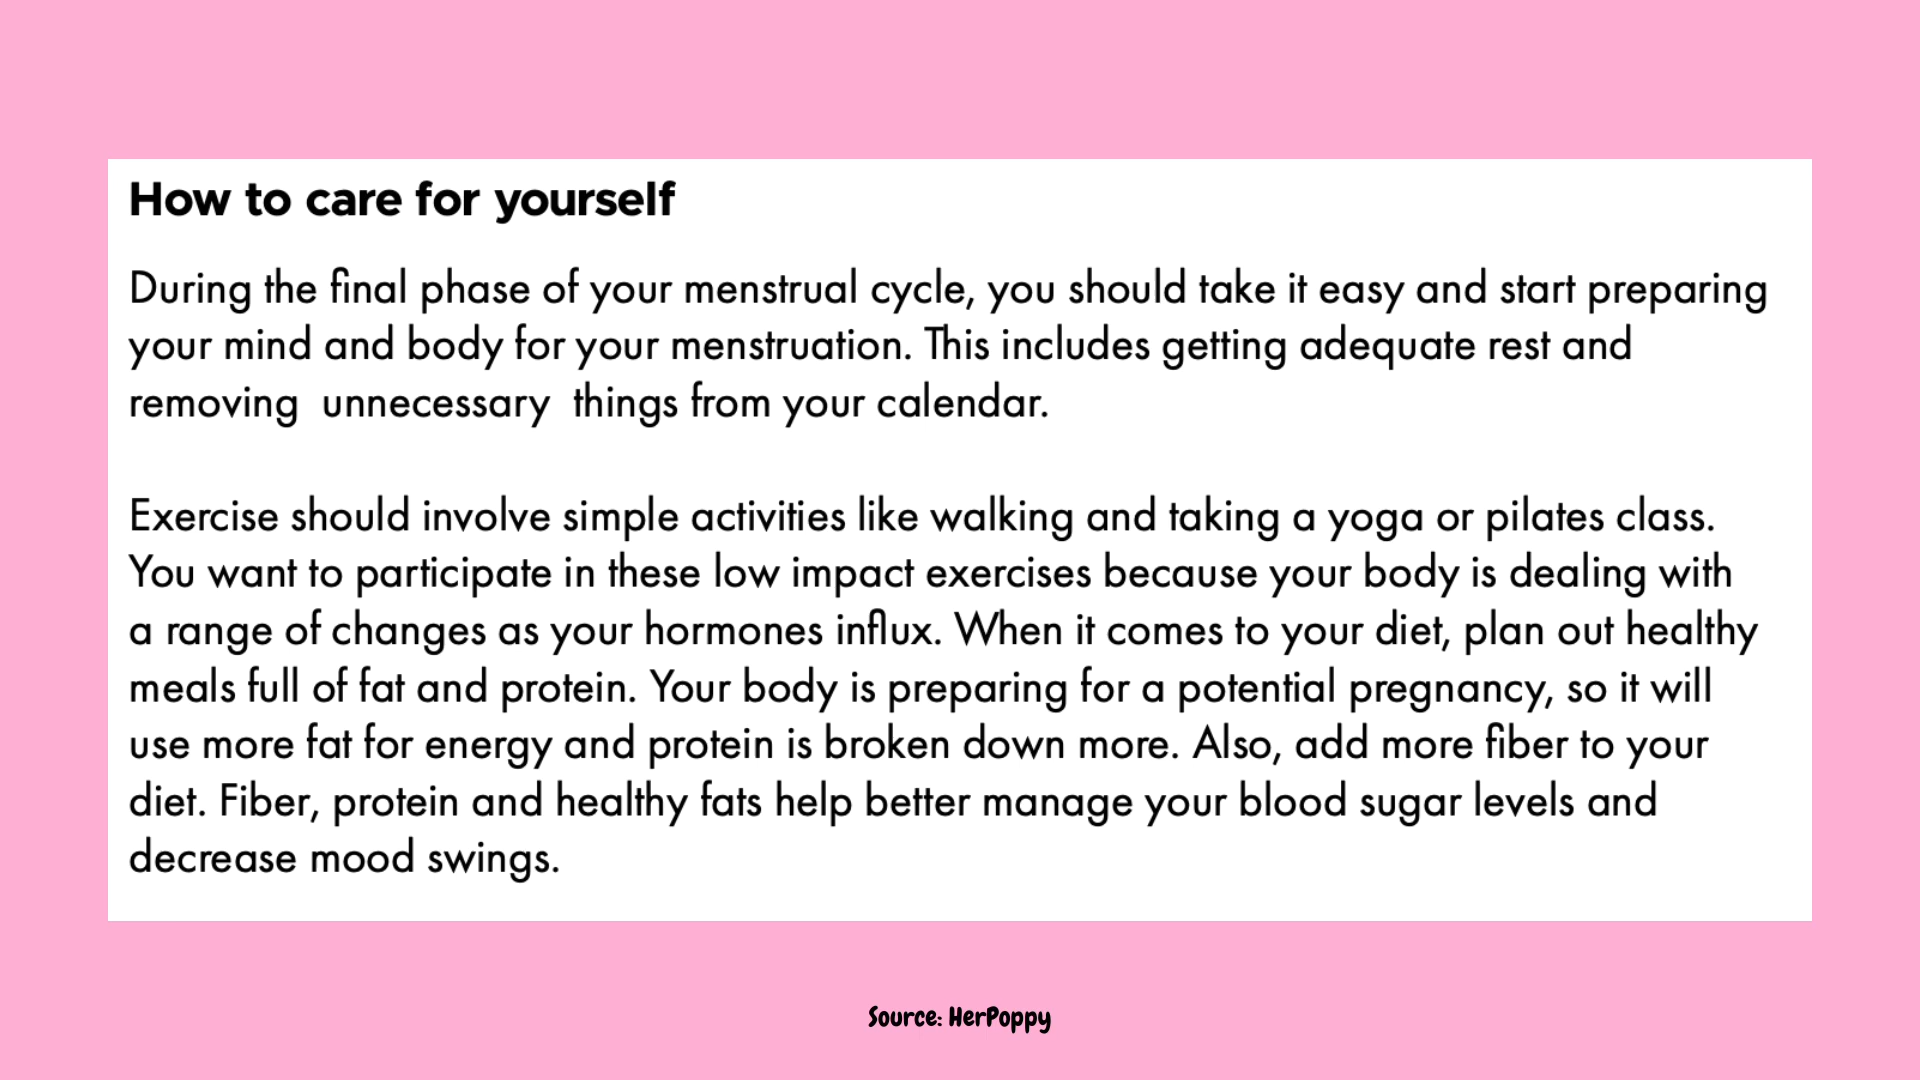 How to care for yourself
During the final phase of your menstrual cycle, you should take it easy and start preparing
your mind and body for your menstruation. This includes getting adequate rest and
removing unnecessary things from your calendar.
Exercise should involve simple activities like walking and taking a yoga or pilates class.
You want to participate in these low impact exercises because your body is dealing with
a range of changes as your hormones influx. When it comes to your diet, plan out healthy
meals full of fat and protein. Your body is preparing for a potential pregnancy, so it will
use more fat for energy and protein is broken down more. Also, add more fiber to your
diet. Fiber, protein and healthy fats help better manage your blood sugar levels and
decrease mood swings.
Source: HerPoppy